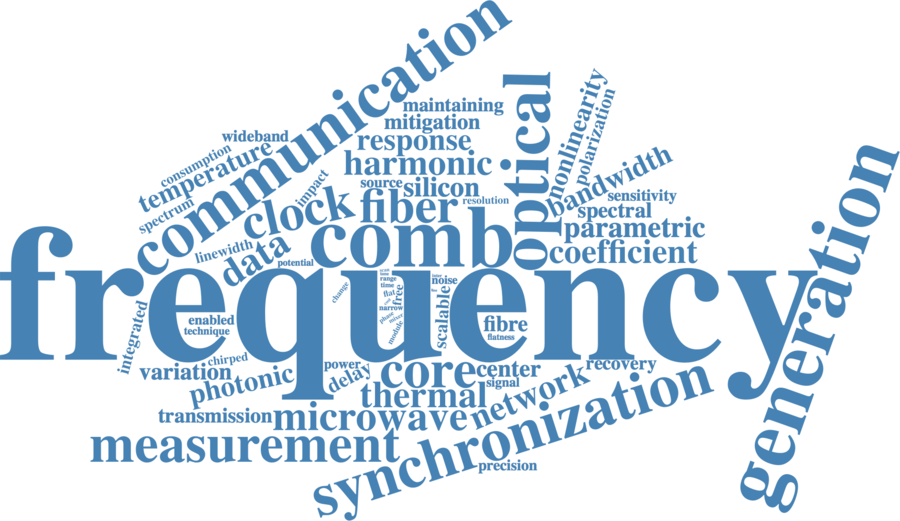 communication
maintaining
mitigation
wideband
response
optical
nonlinearity
polarization
consumption
temperature
harmonic
bandwidth
impact
source
silicon
sensitivity
spectrum
clock
fiber
resolution
spectral
comb
parametric
linewidth
data
coefficient
potential
frequency
generation
range
time
noise
change
flat
free
narrow
phase
module
scalable
integrated
enabled
technique
fibre
flatness
variation
chirped
power
delay
core
center
recovery
photonic
signal
thermal
network
transmission
microwave
synchronization
measurement
precision